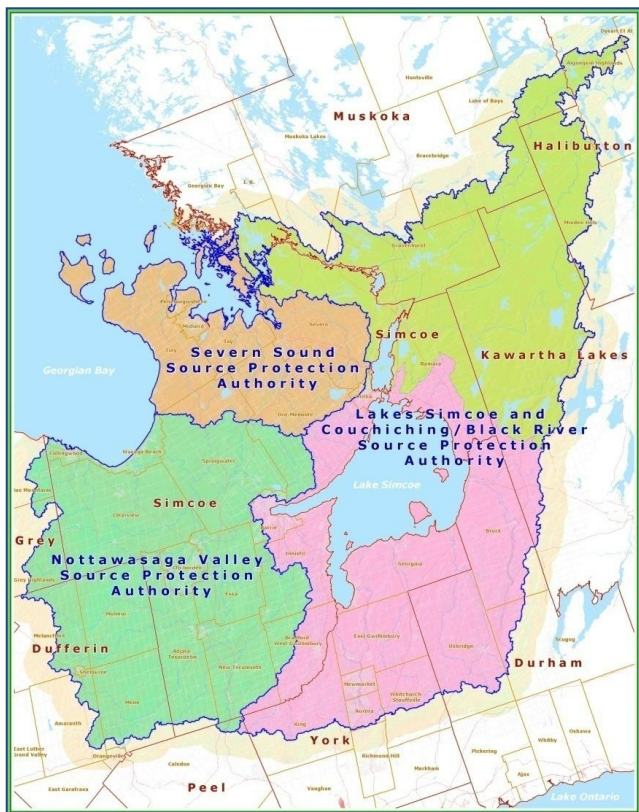 Dysart Et Al
Algonquin Highlands
Huntsville
Lake of Bays
Muskoka
Muskoka Lakes
Bracebridge
Haliburton
Georgian Bay
Minden Hills
Gravenhurst
Penetanguishene
Midland
Tay
Tiny
Severn
Simcoe
Ramara
Kawartha Lakes
Severn Sound
Source Protection
Authority
Georgian Bay
Oro-Medonte
Lakes Simcoe and
Couchiching/Black River
Source Protection
Authority
Collingwood
Wasaga Beach
Springwater
Lake Simcoe
Simcoe
Clearview
Grey
Brock
Innisfil
Georgina
Nottawasaga Valley
Source Protection
Authority
Grey Highlands
Essa
Mulmur
Melancthon
Dufferin
Bradford
West Gwillimbury
East Gwillimbury
Uxbridge
Scugog
Adjala
Tosorontio
New Tecumseth
Shelburne
Durham
Mono
Newmarket
Whitchurch
Stouffville
Aurora
King
Amaranth
York
East Luther
Grand Valley
Orangeville
Caledon
Richmond Hill
Markham
Pickering
Whitby
Oshawa
Ajax
East Garafraxa
Peel
Vaughan
Lake Ontario